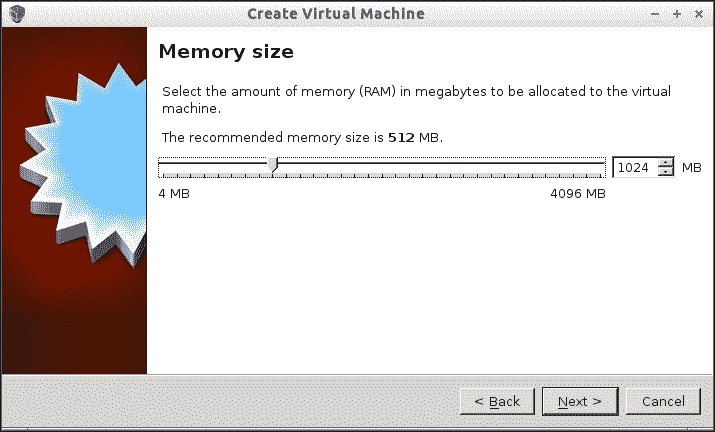 Create Virtual Machine
Memory size
Select the amount of memory (RAM) in megabytes to be allocated to the virtual
machine.
The recommended memory size is 512 MB.
1024 MB
4 MB 4096 MB
< Back Next > Cancel